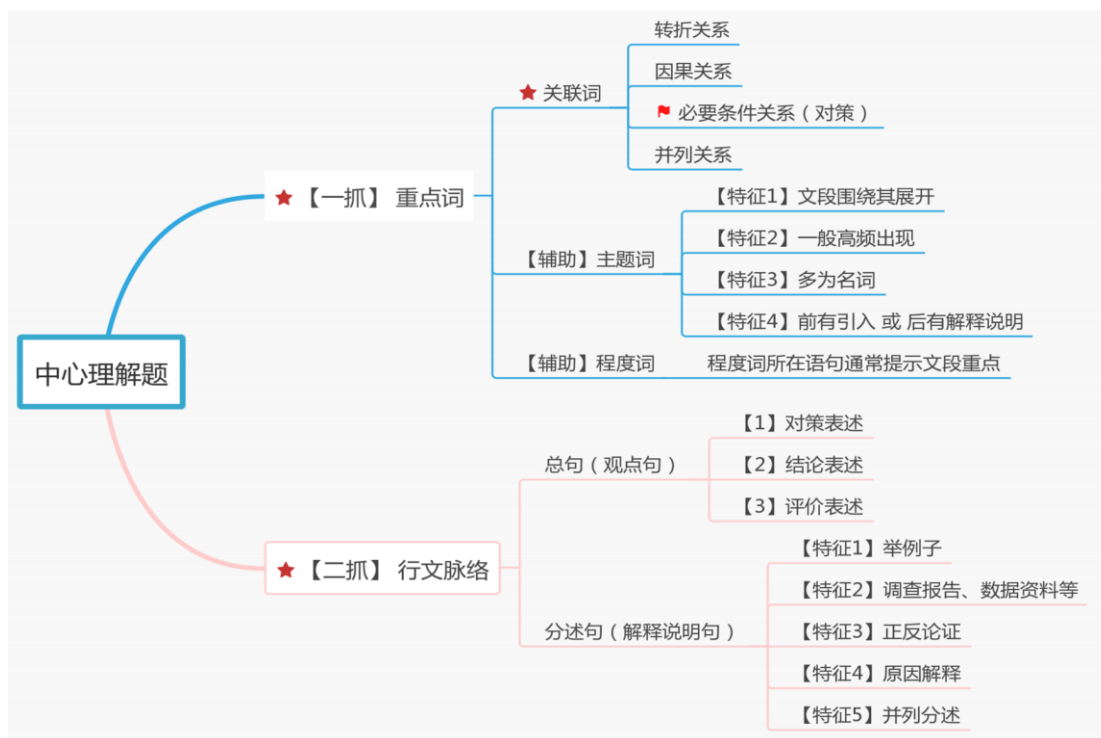 中心理解题
【一抓】 重点词
关联词
转折关系
因果关系
必要条件关系（对策）
并列关系
【辅助】主题词
【特征1】文段围绕其展开
【特征2】一般高频出现
【特征3】多为名词
【特征4】前有引入 或 后有解释说明
【辅助】程度词
程度词所在语句通常提示文段重点
【二抓】 行文脉络
总句（观点句）
【1】对策表述
【2】结论表述
【3】评价表述
分述句（解释说明句）
【特征1】举例子
【特征2】调查报告、数据资料等
【特征3】正反论证
【特征4】原因解释
【特征5】并列分述